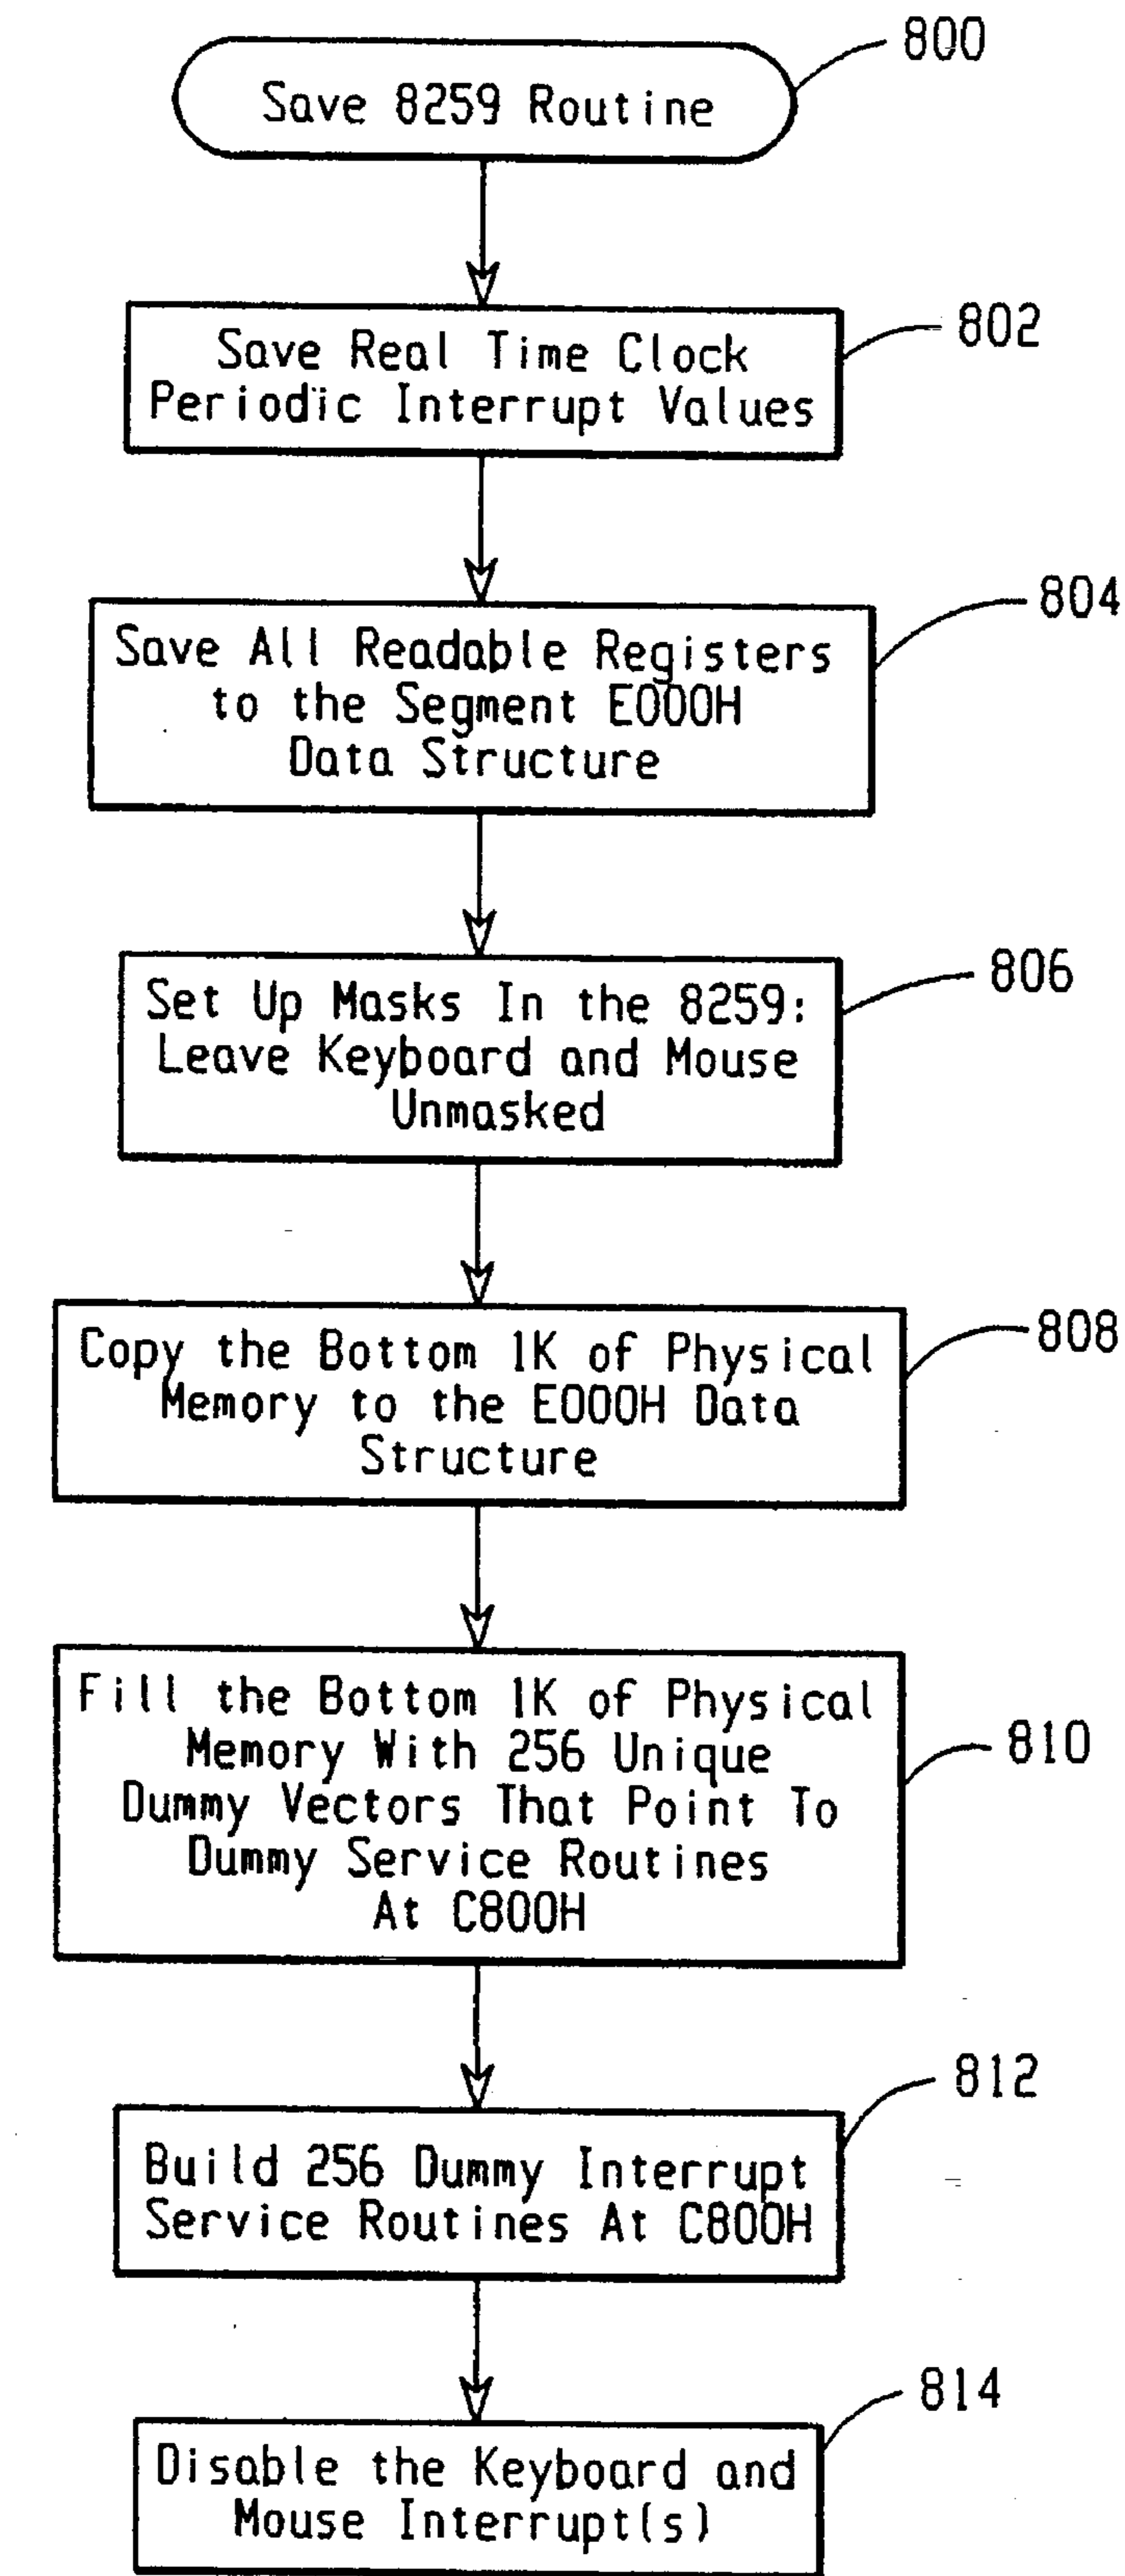 800
Save 8259 Routine
802
Save Real Time Clock
Periodic Interrupt Values
804
Save All Readable Registers
to the Segment E000H
Data Structure
806
Set Up Masks In the 8259:
Leave Keyboard and Mouse
Unmasked
808
Copy the Bottom 1K of Physical
Memory to the E000H Data
Structure
Fill the Bottom 1K of Physical
Memory With 256 Unique
810
Dummy Vectors That Point To
Dummy Service Routines
At C800H
812
Build 256 Dummy Interrupt
Service Routines At C800H
814
Disable the Keyboard and
Mouse Interrupt(s)